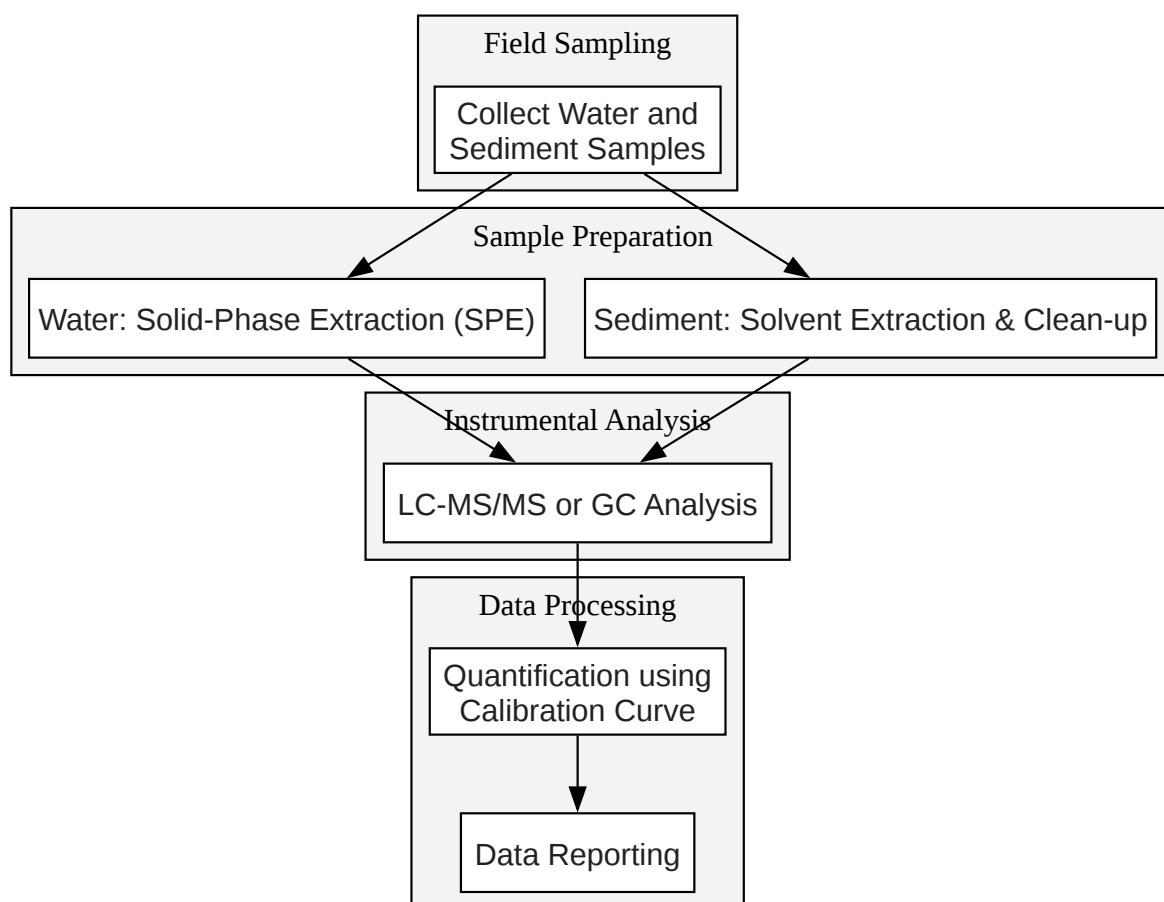 Field Sampling
Collect Water and
Sediment Samples
Sample Preparation
Water: Solid-Phase Extraction (SPE)
Sediment: Solvent Extraction & Clean-up
Instrumental Analysis
LC-MS/MS or GC Analysis
Data Processing
Quantification using
Calibration Curve
Data Reporting